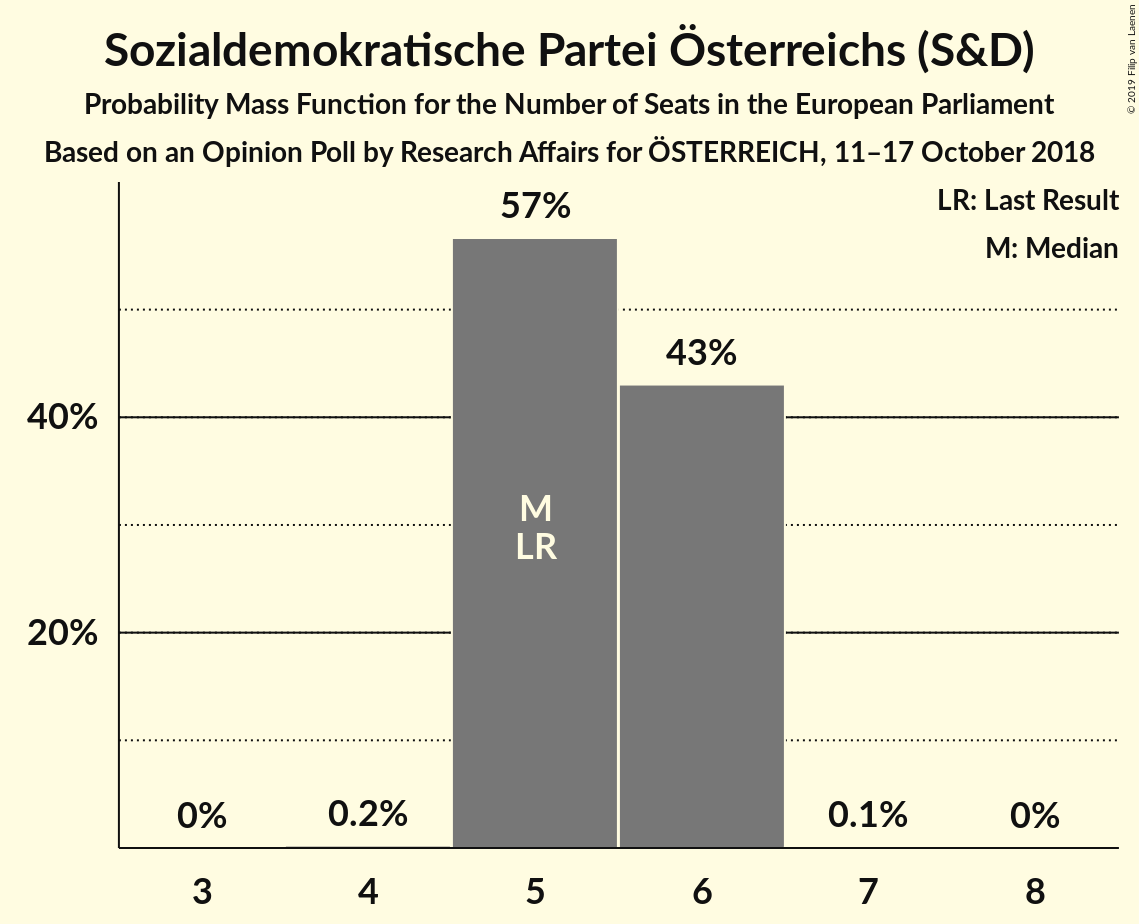 Sozialdemokratische Partei Österreichs (S&D)
Probability Mass Function for the Number of Seats in the European Parliament
Based on an Opinion Poll by Research Affairs for ÖSTERREICH, 11–17 October 2018
© 2019 Filip van Laenen
LR: Last Result
M: Median
57%
43%
40%
M
LR
20%
0%
0.2%
0.1%
0%
3
4
5
6
7
8